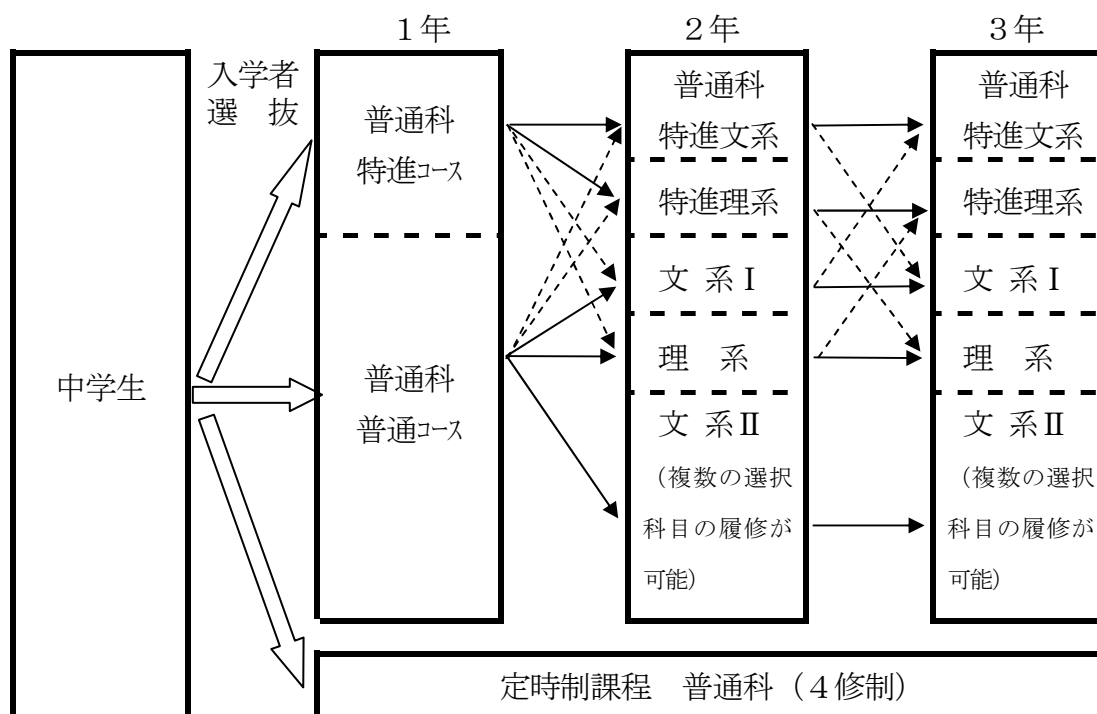 1年
2年
3年
中学生
入学者
選 抜
普通科
特進コース
普通科
普通コース
普通科
特進文系
特進理系
文 系Ⅰ
理 系
文 系Ⅱ
（複数の選択
科目の履修が
可能）
普通科
特進文系
特進理系
文 系Ⅰ
理 系
文 系Ⅱ
（複数の選択
科目の履修が
可能）
定時制課程 普通科（４修制）